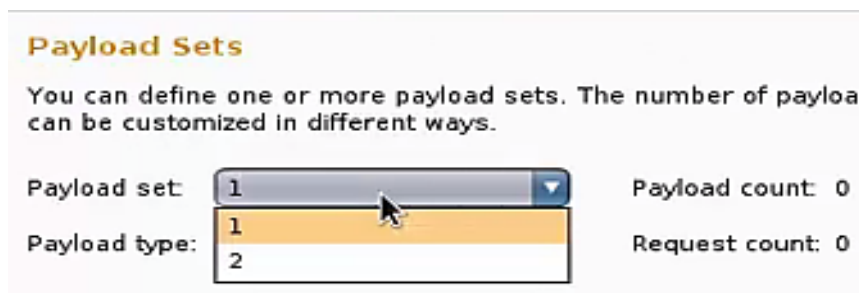 Payload Sets
You can define one or more payload sets. The number of
can be customized in different ways.
Payload set: 1 Payload count: 0
1
Payload type: Request count: 0
2